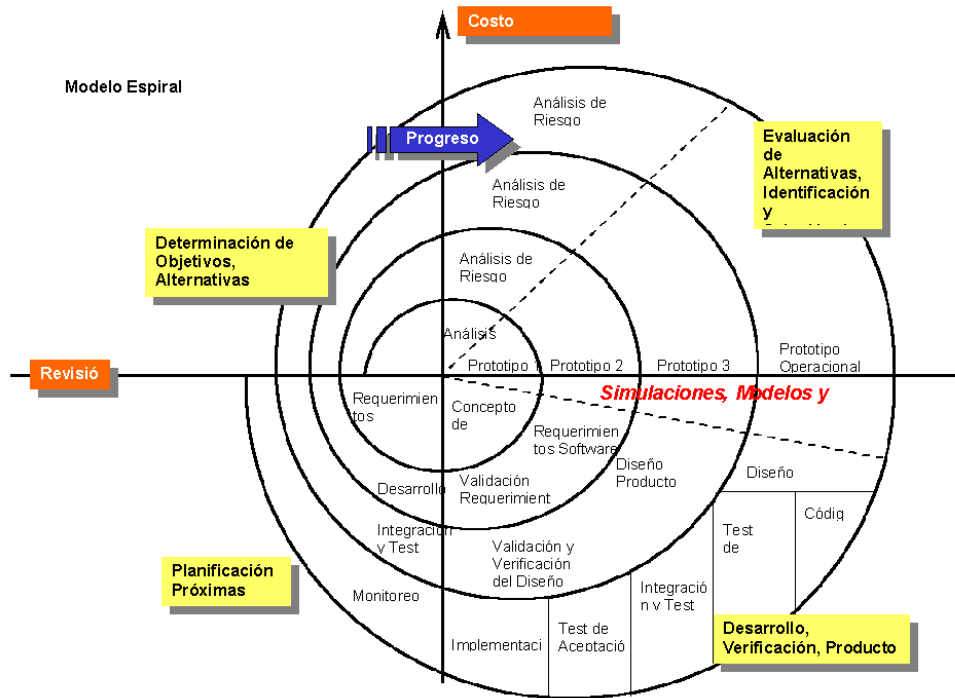 Costo
Modelo Espiral
Análisis de
Riesgo
Progreso
Evaluación
de
Alternativas,
Identificación
y
Análisis de
Riesgo
Determinación de
Objetivos,
Alternativas
Análisis de
Riesgo
Análisis
Prototipo
Prototipo 2
Prototipo 3
Prototipo
Operacional
Revisió
Simulaciones, Modelos y
Requerimien
tos
Concepto
de
Requerimien
tos Software
Diseño
Producto
Diseño
Desarrollo
Validación
Requerimient
Códig
Integración
y Test
Test
de
Validación y
Verificación
del Diseño
Planificación
Próximas
Monitoreo
Integració
n y Test
Implementaci
Test de
Aceptació
Desarrollo,
Verificación, Producto